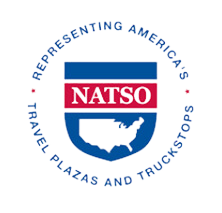 REPRESENTING AMERICA'S
NATSO
TRAVEL PLAZAS AND TRUCKSTOPS